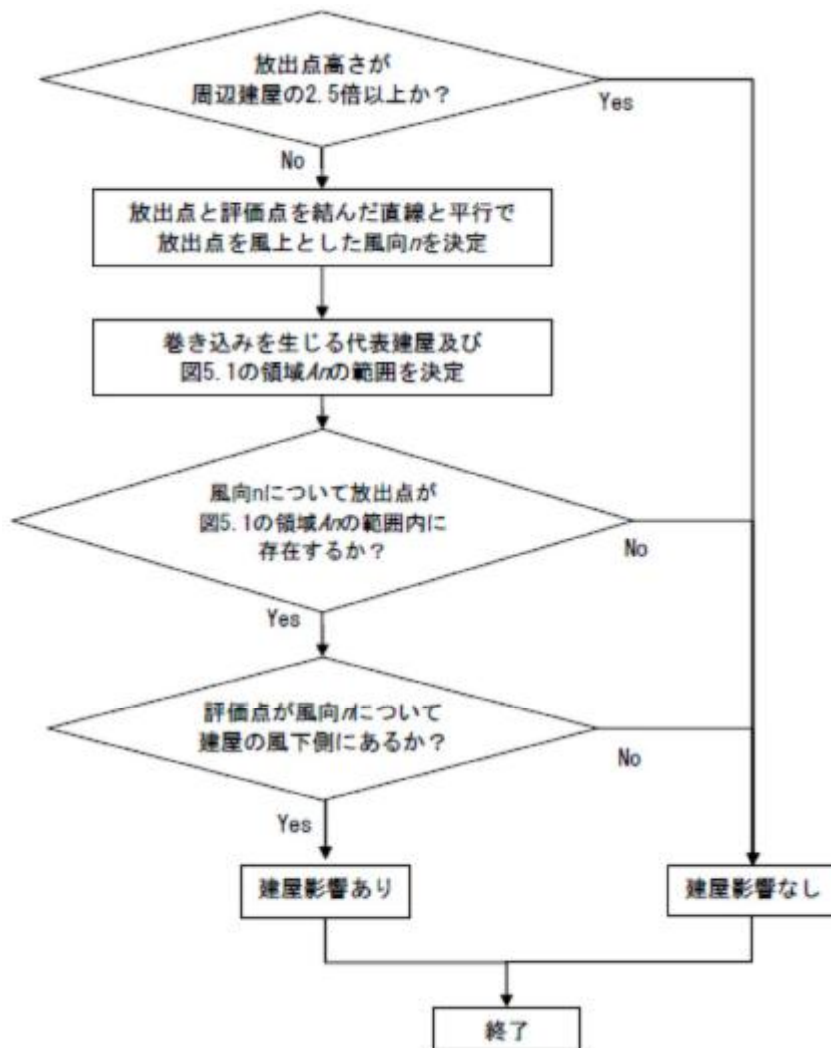 放出点高さが
周辺建屋の2.5倍以上か？
Yes
No
放出点と評価点を結んだ直線と平行で
放出点を風上とした風向nを決定
巻き込みを生じる代表建屋及び
図5.1の領域Anの範囲を決定
風向nについて放出点が
図5.1の領域Anの範囲内に
存在するか？
No
Yes
評価点が風向nについて
建屋の風下側にあるか？
No
Yes
建屋影響あり
建屋影響なし
終了